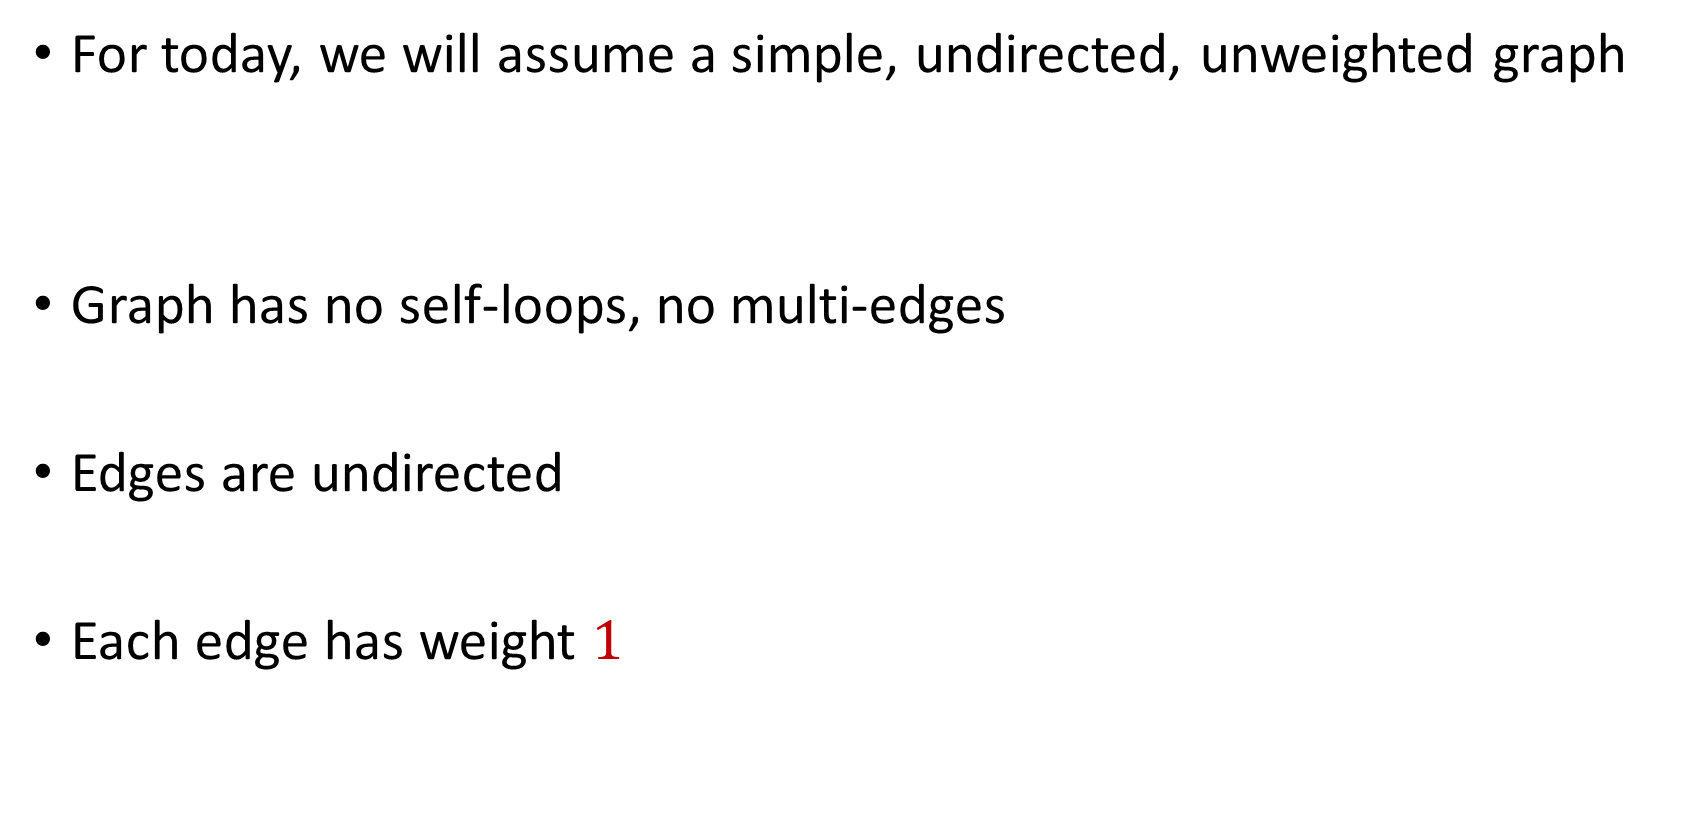 • For today, we will assume a simple, undirected, unweighted graph
• Graph has no self-loops, no multi-edges
• Edges are undirected
• Each edge has weight 1